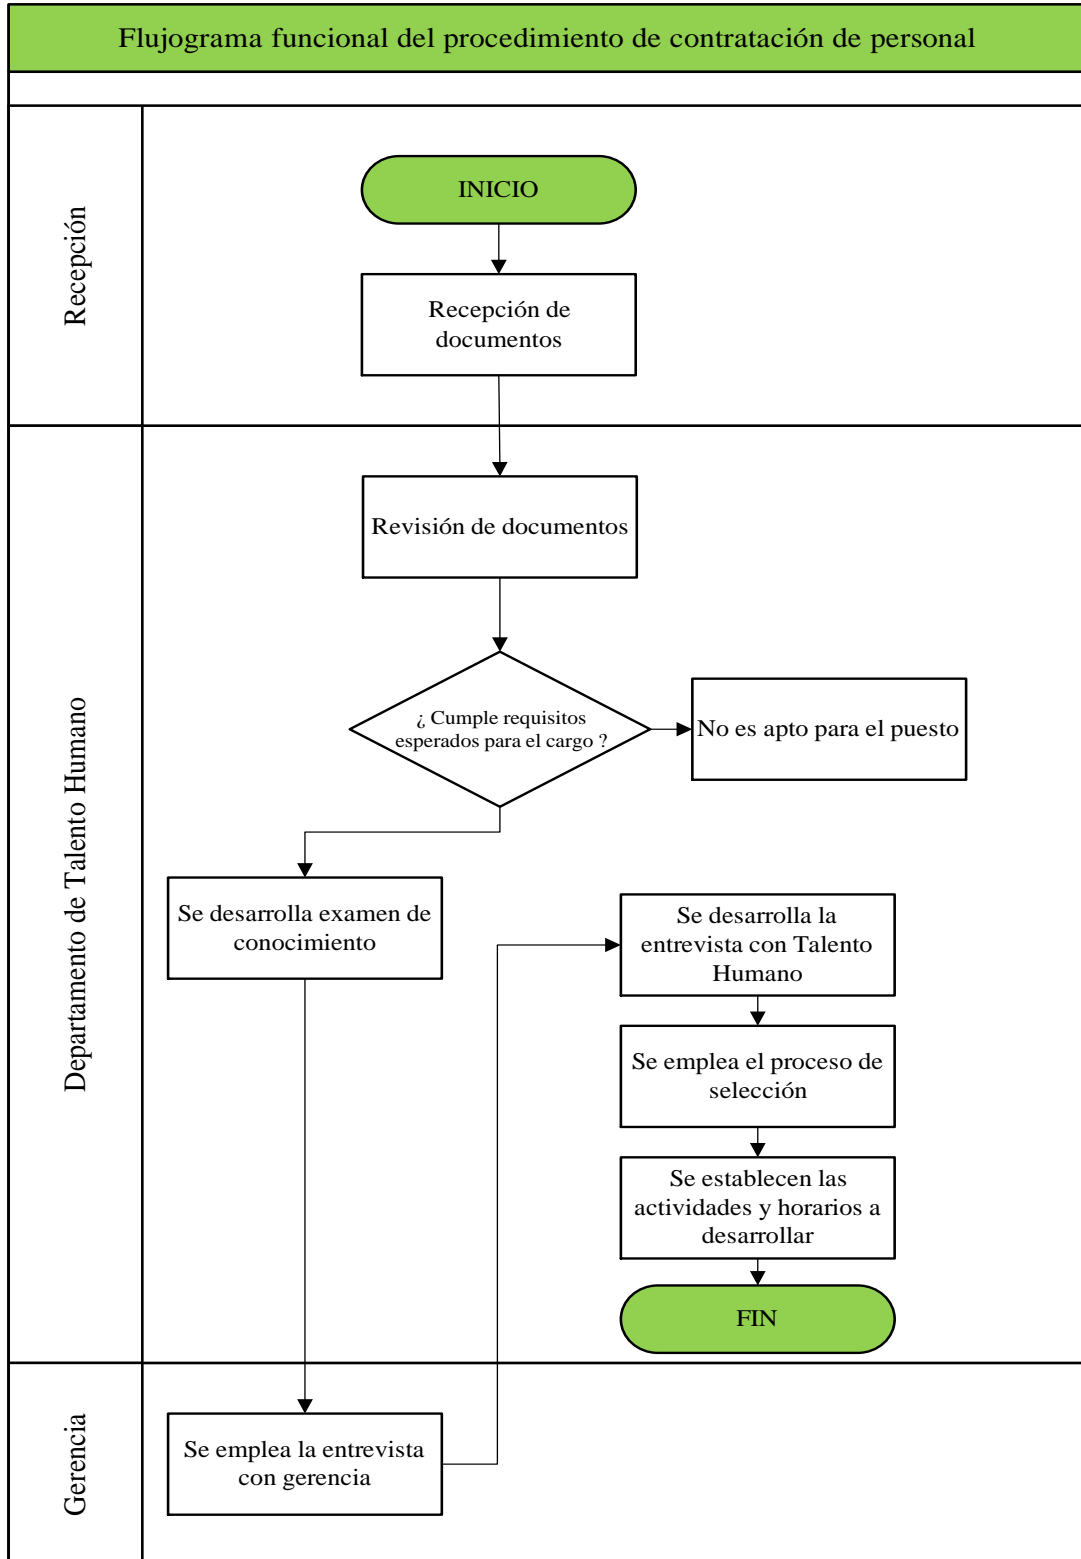 Flujograma funcional del procedimiento de contratación de personal
Recepción
INICIO
Recepción de
documentos
Departamento de Talento Humano
Revisión de documentos
¿ Cumple requisitos
esperados para el cargo ?
No es apto para el puesto
Se desarrolla examen de
conocimiento
Se desarrolla la
entrevista con Talento
Humano
Se emplea el proceso de
selección
Se establecen las
actividades y horarios a
desarrollar
FIN
Gerencia
Se emplea la entrevista
con gerencia